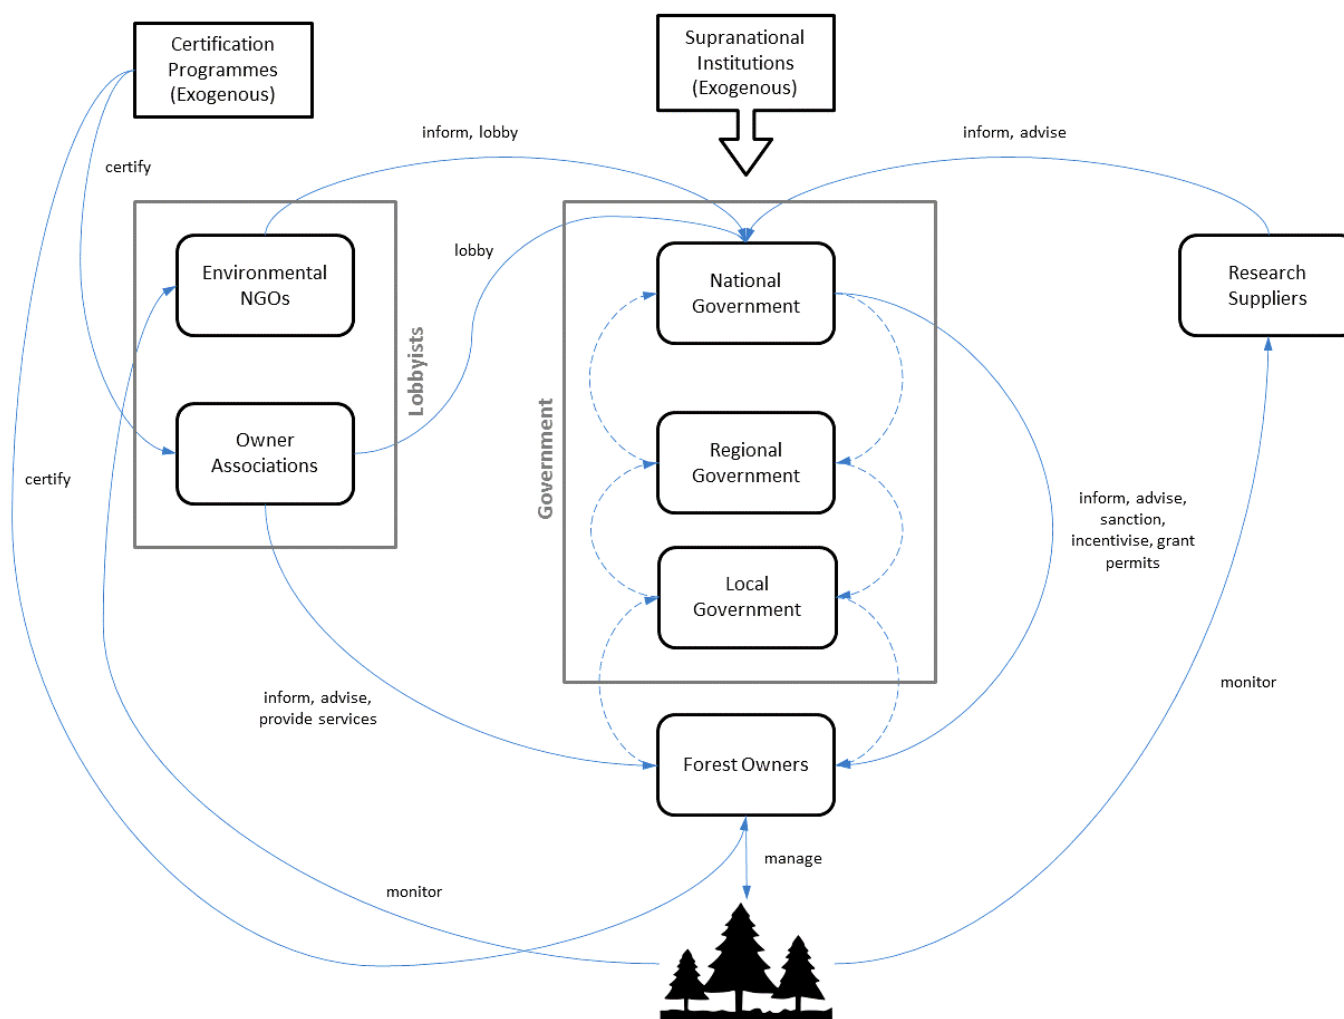 Certification
Programmes
(Exogenous)
Supranational
Institutions
(Exogenous)
inform, lobby
inform, advise
certify
lobby
Environmental
NGOs
National
Government
Research
Suppliers
Lobbyists
Owner
Associations
Government
Regional
Government
certify
inform, advise,
sanction,
incentivise, grant
permits
Local
Government
inform, advise,
provide services
monitor
Forest Owners
manage
monitor